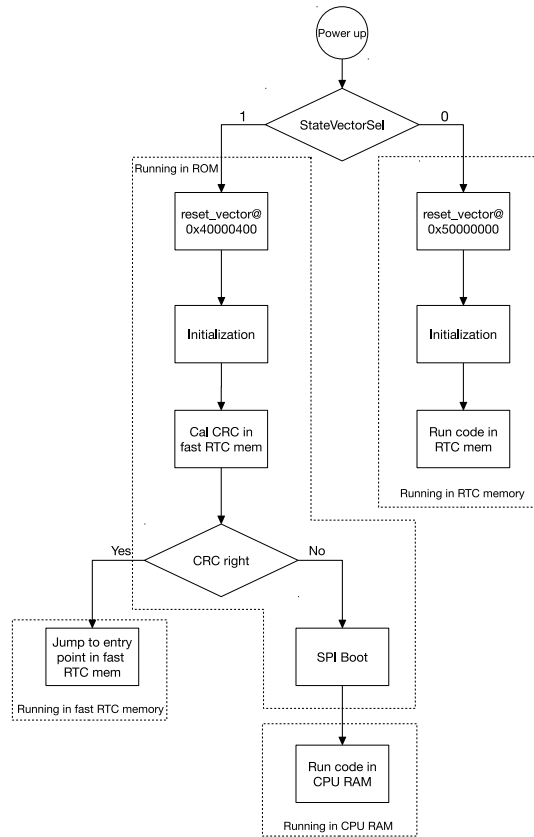 Power up
StateVectorSel
1
0
Running in ROM
reset_vector@
0x40000400
reset_vector@
0x50000000
Initialization
Initialization
Cal CRC in
fast RTC mem
Run code in
RTC mem
Running in RTC memory
Yes
CRC right
No
Jump to entry
point in fast
RTC mem
SPI Boot
Running in fast RTC memory
Run code in
CPU RAM
Running in CPU RAM